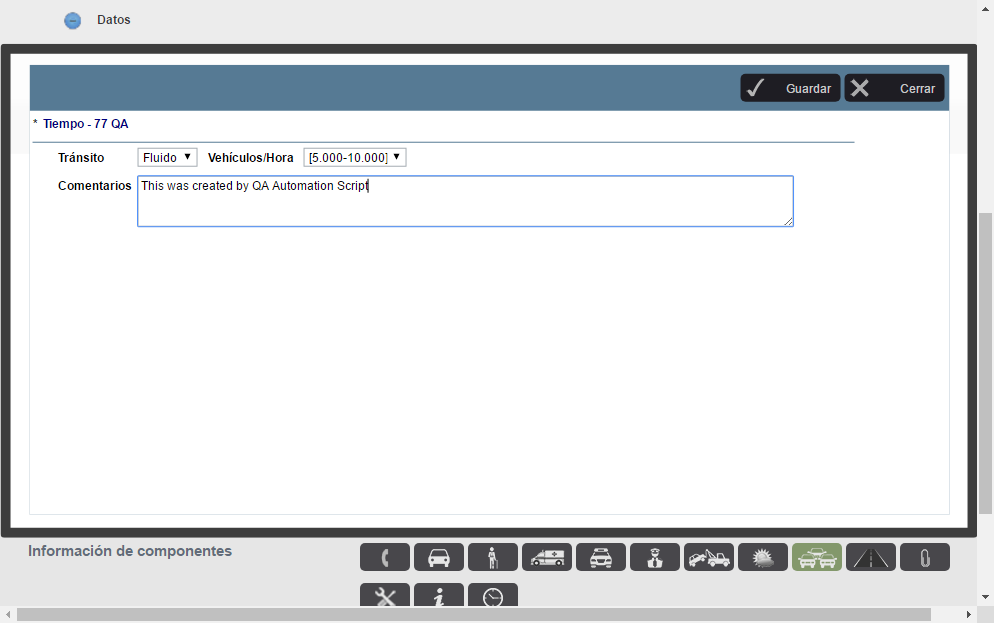 Datos
Guardar Cerrar
* Tiempo - 77 QA
Tránsito Fluido Vehículos/Hora [5.000-10.000]
Comentarios This was created by QA Automation Script
Información de componentes